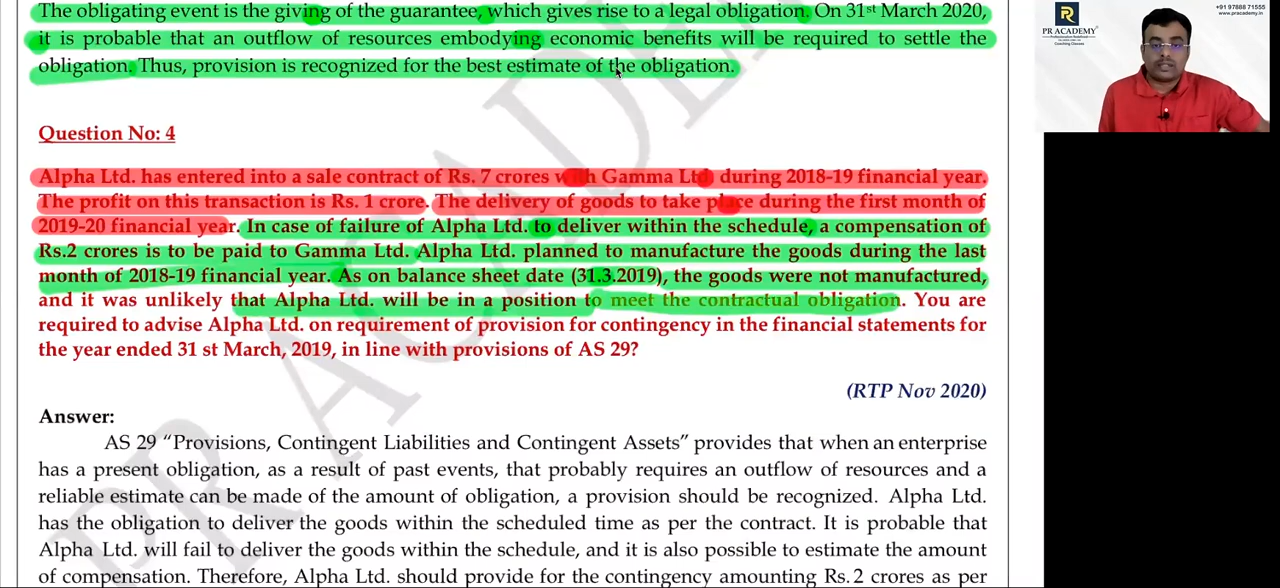 The obligating event is the giving of the guarantee, which gives rise to a legal obligation. On 31st March 2020,
it is probable that an outflow of resources embodying economic benefits will be required to settle the
obligation. Thus, provision is recognized for the best estimate of the obligation.
Question No: 4
Alpha Ltd. has entered into a sale contract of Rs. 7 crores with Gamma Ltd. during 2018-19 financial year.
The profit on this transaction is Rs. 1 crore. The delivery of goods to take place during the first month of
2019-20 financial year. In case of failure of Alpha Ltd. to deliver within the schedule, a compensation of
Rs.2 crores is to be paid to Gamma Ltd. Alpha Ltd. planned to manufacture the goods during the last
month of 2018-19 financial year. As on balance sheet date (31.3.2019), the goods were not manufactured,
and it was unlikely that Alpha Ltd. will be in a position to meet the contractual obligation. You are
required to advise Alpha Ltd. on requirement of provision for contingency in the financial statements for
the year ended 31 st March, 2019, in line with provisions of AS 29?
(RTP Nov 2020)
Answer:
AS 29 “Provisions, Contingent Liabilities and Contingent Assets” provides that when an enterprise
has a present obligation, as a result of past events, that probably requires an outflow of resources and a
reliable estimate can be made of the amount of obligation, a provision should be recognized. Alpha Ltd.
has the obligation to deliver the goods within the scheduled time as per the contract. It is probable that
Alpha Ltd. will fail to deliver the goods within the schedule, and it is also possible to estimate the amount
of compensation. Therefore, Alpha Ltd. should provide for the contingency amounting Rs. 2 crores as per
PR ACADEMY
PR ACADEMY
Coaching Classes
+91 97888 71555
www.pracademy.in